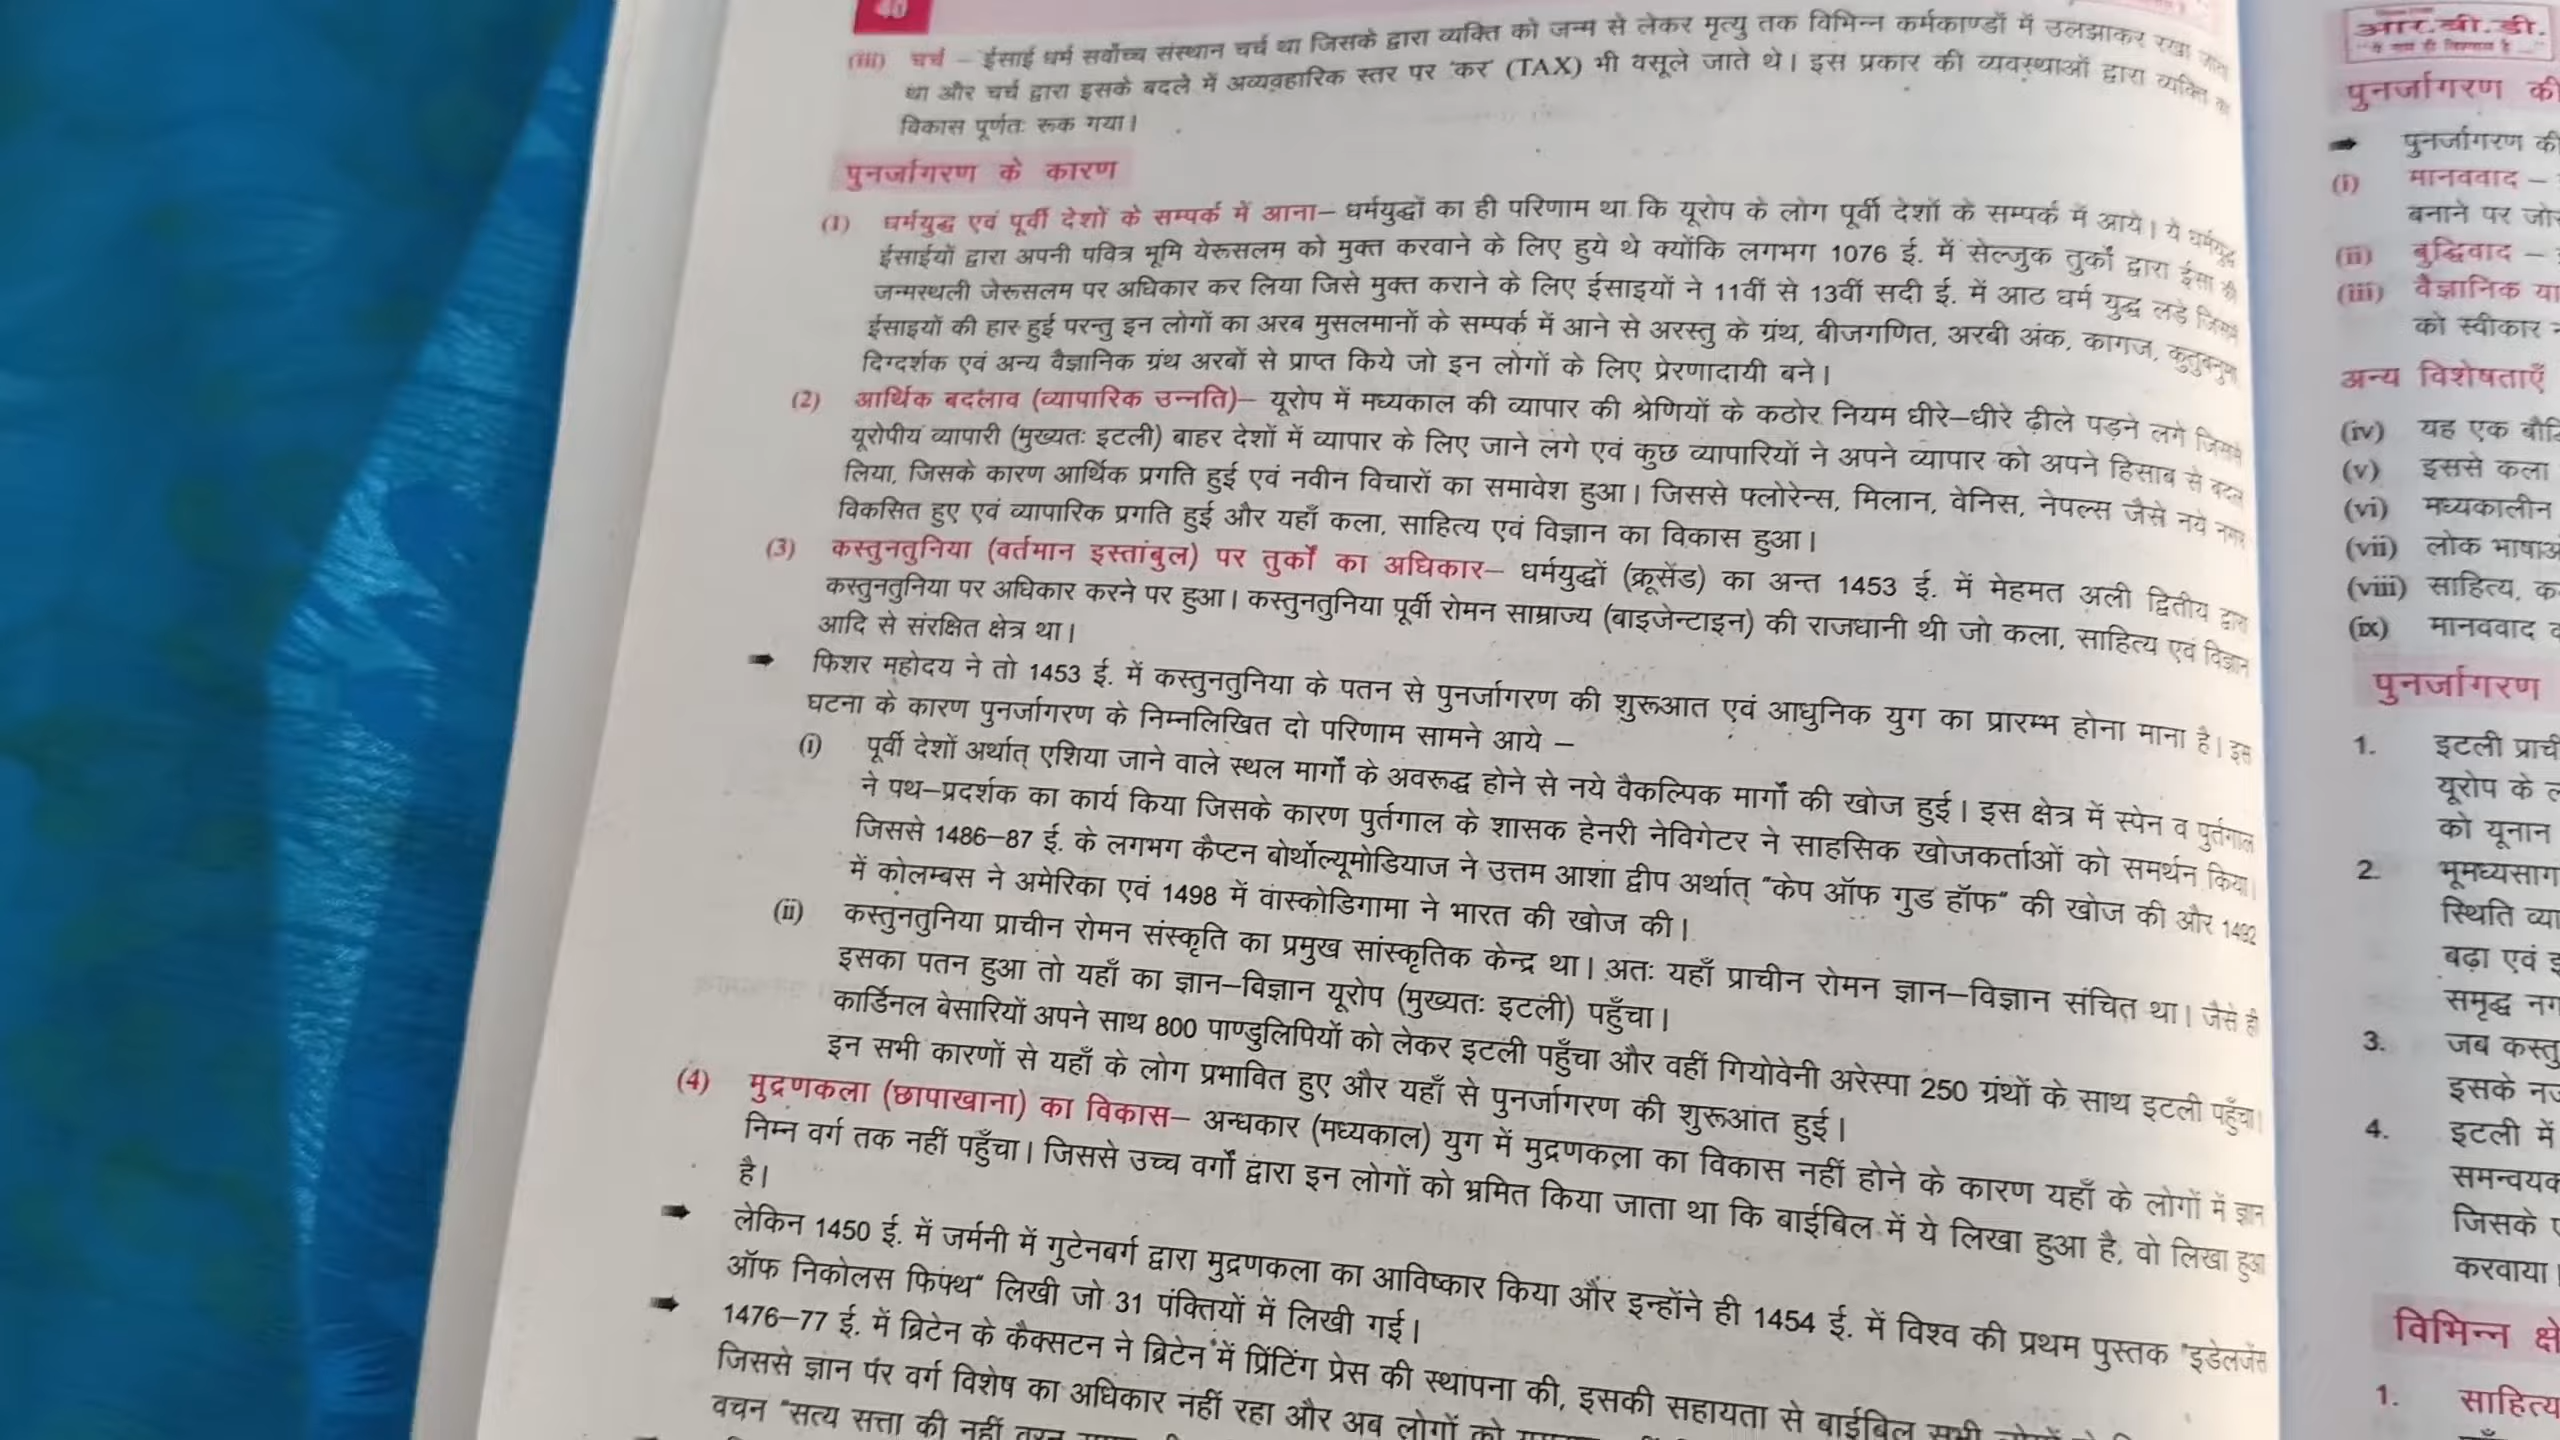 40
(iii) चर्च – ईसाई धर्म सर्वोच्च संस्थान चर्च था जिसके द्वारा व्यक्ति को जन्म से लेकर मृत्यु तक विभिन्न कर्मकाण्डों में उलझाकर रखा जाता
था और चर्च द्वारा इसके बदले में अव्यवहारिक स्तर पर 'कर' (TAX) भी वसूले जाते थे। इस प्रकार की व्यवस्थाओं द्वारा व्यक्ति का
विकास पूर्णतः रूक गया।
पुनर्जागरण के कारण
(1) धर्मयुद्ध एवं पूर्वी देशों के सम्पर्क में आना– धर्मयुद्धों का ही परिणाम था कि यूरोप के लोग पूर्वी देशों के सम्पर्क में आये। ये धर्मयुद्ध
ईसाईयों द्वारा अपनी पवित्र भूमि येरूसलम को मुक्त करवाने के लिए हुये थे क्योंकि लगभग 1076 ई. में सेल्जुक तुर्कों द्वारा ईसा की
जन्मस्थली जेरूसलम पर अधिकार कर लिया जिसे मुक्त कराने के लिए ईसाइयों ने 11वीं से 13वीं सदी ई. में आठ धर्म युद्ध लड़े जिसमें
ईसाइयों की हार हुई परन्तु इन लोगों का अरब मुसलमानों के सम्पर्क में आने से अरस्तु के ग्रंथ, बीजगणित, अरबी अंक, कागज, कुतुबनुमा
दिग्दर्शक एवं अन्य वैज्ञानिक ग्रंथ अरबों से प्राप्त किये जो इन लोगों के लिए प्रेरणादायी बने।
(2) आर्थिक बदलाव (व्यापारिक उन्नति)– यूरोप में मध्यकाल की व्यापार की श्रेणियों के कठोर नियम धीरे–धीरे ढ़ीले पड़ने लगे जिससे
यूरोपीय व्यापारी (मुख्यतः इटली) बाहर देशों में व्यापार के लिए जाने लगे एवं कुछ व्यापारियों ने अपने व्यापार को अपने हिसाब से बदल
लिया, जिसके कारण आर्थिक प्रगति हुई एवं नवीन विचारों का समावेश हुआ। जिससे फ्लोरेन्स, मिलान, वेनिस, नेपल्स जैसे नये नगर
विकसित हुए एवं व्यापारिक प्रगति हुई और यहाँ कला, साहित्य एवं विज्ञान का विकास हुआ।
(3) कस्तुनतुनिया (वर्तमान इस्तांबुल) पर तुर्कों का अधिकार– धर्मयुद्धों (क्रूसेंड) का अन्त 1453 ई. में मेहमत अली द्वितीय द्वारा
कस्तुनतुनिया पर अधिकार करने पर हुआ। कस्तुनतुनिया पूर्वी रोमन साम्राज्य (बाइजेन्टाइन) की राजधानी थी जो कला, साहित्य एवं विज्ञान
आदि से संरक्षित क्षेत्र था।
➡ फिशर महोदय ने तो 1453 ई. में कस्तुनतुनिया के पतन से पुनर्जागरण की शुरूआत एवं आधुनिक युग का प्रारम्भ होना माना है। इस
घटना के कारण पुनर्जागरण के निम्नलिखित दो परिणाम सामने आये –
(i) पूर्वी देशों अर्थात् एशिया जाने वाले स्थल मार्गों के अवरूद्ध होने से नये वैकल्पिक मार्गों की खोज हुई। इस क्षेत्र में स्पेन व पुर्तगाल
ने पथ–प्रदर्शक का कार्य किया जिसके कारण पुर्तगाल के शासक हेनरी नेविगेटर ने साहसिक खोजकर्ताओं को समर्थन किया।
जिससे 1486–87 ई. के लगभग कैप्टन बोर्थोल्यूमोडियाज ने उत्तम आशा द्वीप अर्थात् "केप ऑफ गुड हॉफ" की खोज की और 1492
में कोलम्बस ने अमेरिका एवं 1498 में वास्कोडिगामा ने भारत की खोज की।
(ii) कस्तुनतुनिया प्राचीन रोमन संस्कृति का प्रमुख सांस्कृतिक केन्द्र था। अतः यहाँ प्राचीन रोमन ज्ञान–विज्ञान संचित था। जैसे ही
इसका पतन हुआ तो यहाँ का ज्ञान–विज्ञान यूरोप (मुख्यतः इटली) पहुँचा।
कार्डिनल बेसारियों अपने साथ 800 पाण्डुलिपियों को लेकर इटली पहुँचा और वहीं गियोवेनी अरेस्पा 250 ग्रंथों के साथ इटली पहुँचा।
इन सभी कारणों से यहाँ के लोग प्रभावित हुए और यहाँ से पुनर्जागरण की शुरूआत हुई।
(4) मुद्रणकला (छापाखाना) का विकास– अन्धकार (मध्यकाल) युग में मुद्रणकला का विकास नहीं होने के कारण यहाँ के लोगों में ज्ञान
निम्न वर्ग तक नहीं पहुँचा। जिससे उच्च वर्गों द्वारा इन लोगों को भ्रमित किया जाता था कि बाईबिल में ये लिखा हुआ है, वो लिखा हुआ
है।
➡ लेकिन 1450 ई. में जर्मनी में गुटेनबर्ग द्वारा मुद्रणकला का आविष्कार किया और इन्होंने ही 1454 ई. में विश्व की प्रथम पुस्तक "इंडेलजेंस
ऑफ निकोलस फिफ्थ" लिखी जो 31 पंक्तियों में लिखी गई।
➡ 1476–77 ई. में ब्रिटेन के कैक्सटन ने ब्रिटेन में प्रिंटिंग प्रेस की स्थापना की, इसकी सहायता से बाईबिल सभी
जिससे ज्ञान पर वर्ग विशेष का अधिकार नहीं रहा और अब लोगों को
वचन "सत्य सत्ता की नहीं वरन
आर.बी.डी.
पुनर्जागरण की
➡ पुनर्जागरण की
(i) मानववाद –
बनाने पर जोर
(ii) बुद्धिवाद –
(iii) वैज्ञानिक या
को स्वीकार
अन्य विशेषताएँ
(iv) यह एक
(v) इससे कला
(vi) मध्यकालीन
(vii) लोक
(viii) साहित्य,
(ix) मानववाद
पुनर्जागरण
1. इटली
यूरोप के
को यूनान
2.
स्थिति
बढ़ा एवं
समृद्ध
3. जब
इसके
4. इटली में
जिसके
करवाया।
विभिन्न
1. साहित्य